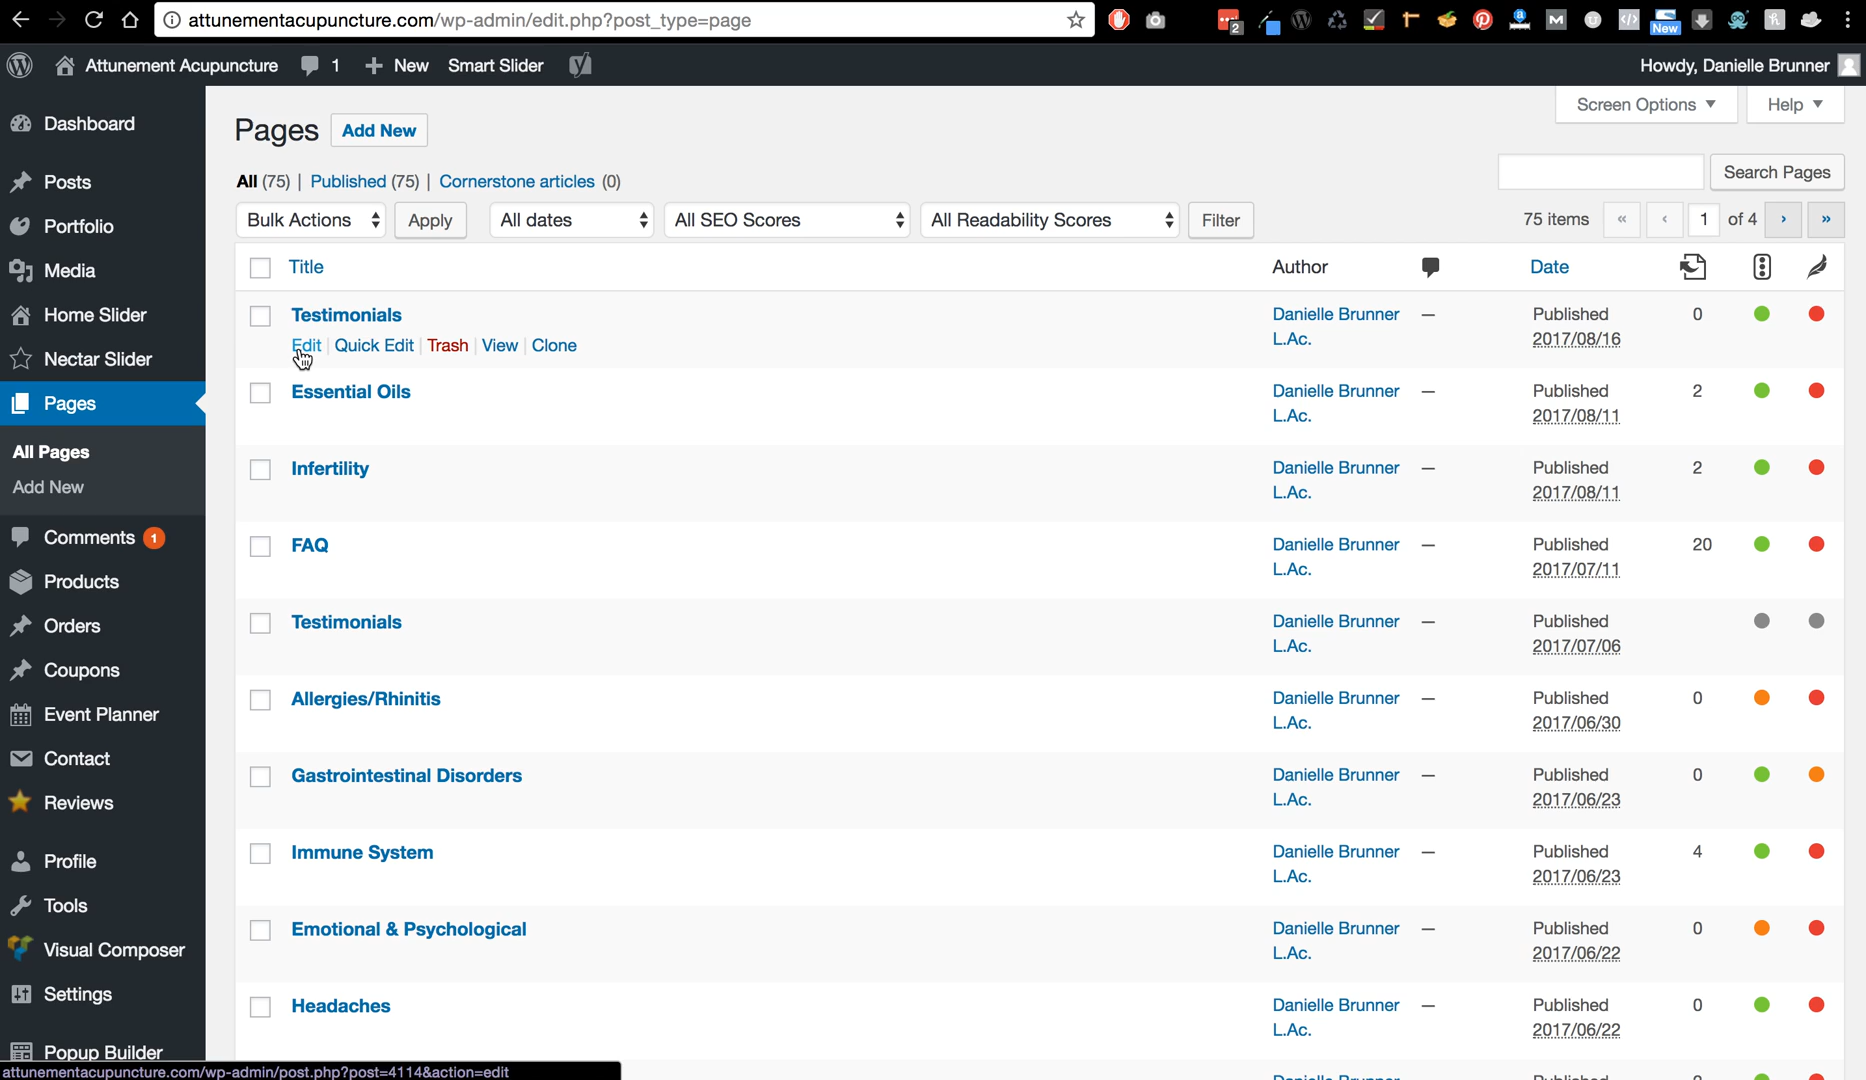 attunementacupuncture.com/wp-admin/edit.php?post_type=page
2
New
Attunement Acupuncture 1 New Smart Slider
Howdy, Danielle Brunner
Dashboard
Posts
Portfolio
Media
Home Slider
Nectar Slider
Pages
All Pages
Add New
Comments 1
Products
Orders
Coupons
Event Planner
Contact
Reviews
Profile
Tools
Visual Composer
Settings
Popup Builder
Screen Options Help
Pages Add New
All (75) | Published (75) | Cornerstone articles (0)
Search Pages
Bulk Actions Apply All dates All SEO Scores All Readability Scores Filter
75 items « ‹ 1 of 4 › »
Title Author Date
Testimonials Danielle Brunner — Published 0
L.Ac. 2017/08/16
Edit | Quick Edit | Trash | View | Clone
Essential Oils Danielle Brunner — Published 2
L.Ac. 2017/08/11
Infertility Danielle Brunner — Published 2
L.Ac. 2017/08/11
FAQ Danielle Brunner — Published 20
L.Ac. 2017/07/11
Testimonials Danielle Brunner — Published
L.Ac. 2017/07/06
Allergies/Rhinitis Danielle Brunner — Published 0
L.Ac. 2017/06/30
Gastrointestinal Disorders Danielle Brunner — Published 0
L.Ac. 2017/06/23
Immune System Danielle Brunner — Published 4
L.Ac. 2017/06/23
Emotional & Psychological Danielle Brunner — Published 0
L.Ac. 2017/06/22
Headaches Danielle Brunner — Published 0
L.Ac. 2017/06/22
attunementacupuncture.com/wp-admin/post.php?post=4114&action=edit